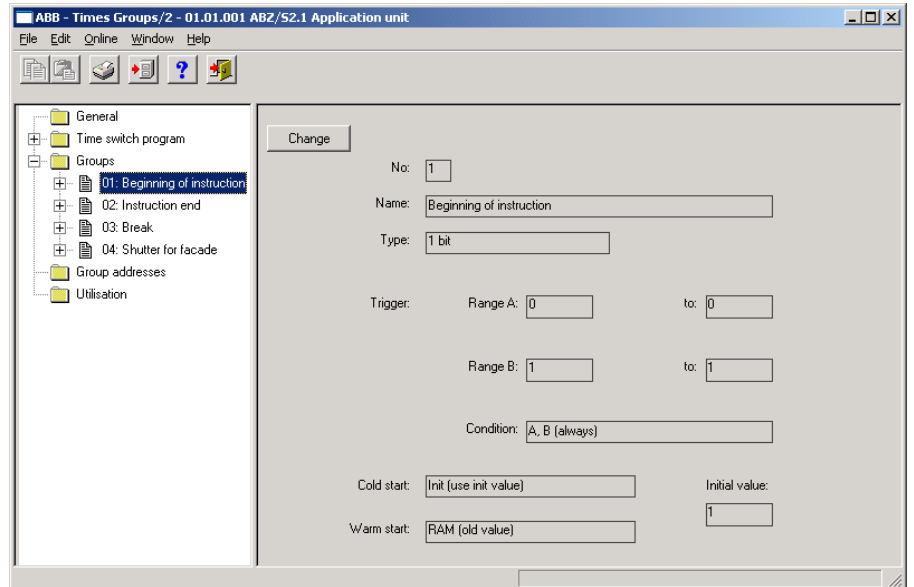 ABB - Times Groups/2 - 01.01.001 ABZ/S2.1 Application unit
File Edit Online Window Help
General
Time switch program
Groups
01: Beginning of instruction
02: Instruction end
03: Break
04: Shutter for facade
Group addresses
Utilisation
Change
No: 1
Name: Beginning of instruction
Type: 1 bit
Trigger: Range A: 0 to: 0
Range B: 1 to: 1
Condition: A, B (always)
Cold start: Init (use init value) Initial value:
1
Warm start: RAM (old value)